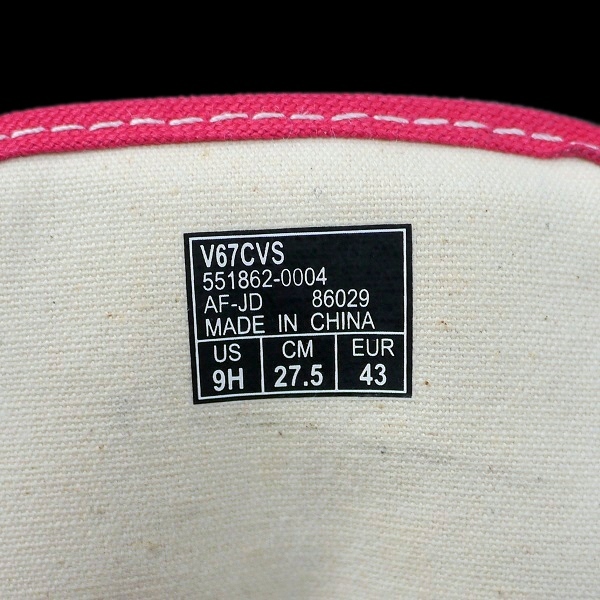 V67CVS
551862-0004
AF-JD 86029
MADE IN CHINA
US CM EUR
9H 27.5 43